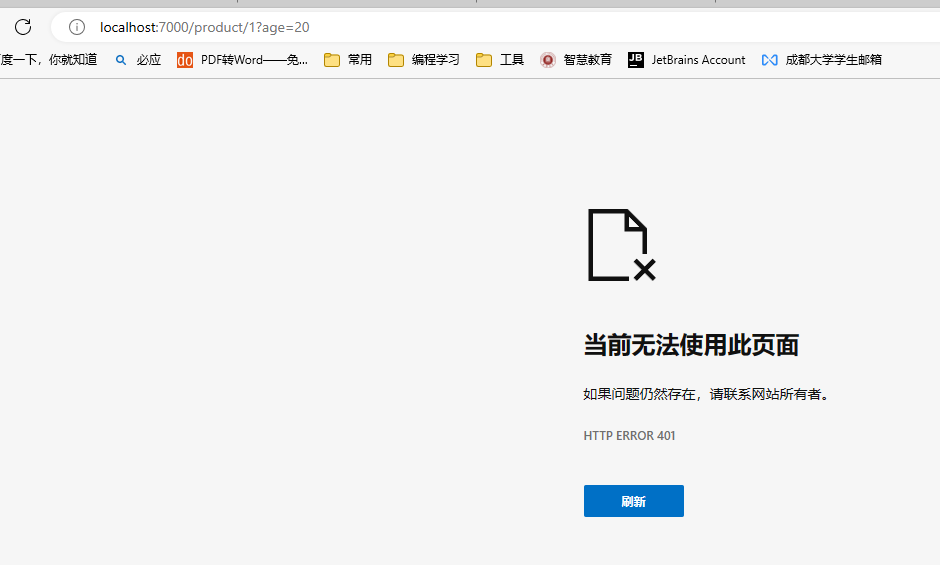 localhost:7000/product/1?age=20
度一下，你就知道 必应 do PDF转Word——免... 常用 编程学习 工具 智慧教育 JB JetBrains Account 成都大学学生邮箱
当前无法使用此页面
如果问题仍然存在，请联系网站所有者。
HTTP ERROR 401
刷新